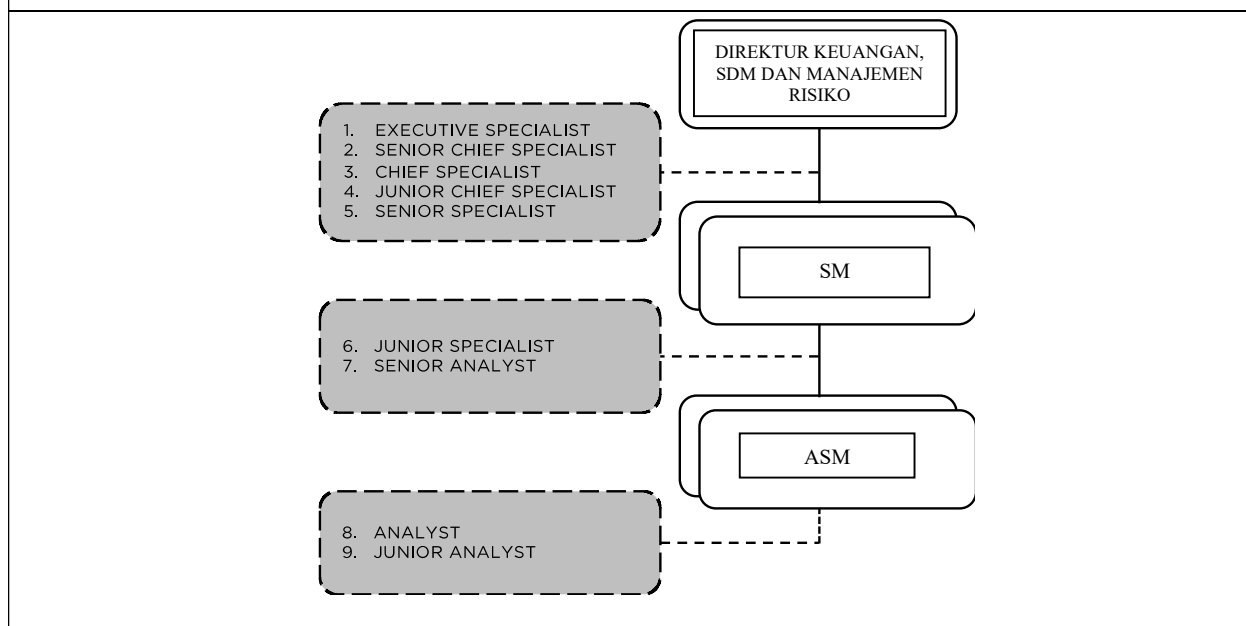 DIREKTUR KEUANGAN,
SDM DAN MANAJEMEN
RISIKO
1. EXECUTIVE SPECIALIST
2. SENIOR CHIEF SPECIALIST
3. CHIEF SPECIALIST
4. JUNIOR CHIEF SPECIALIST
5. SENIOR SPECIALIST
SM
6. JUNIOR SPECIALIST
7. SENIOR ANALYST
ASM
8. ANALYST
9. JUNIOR ANALYST